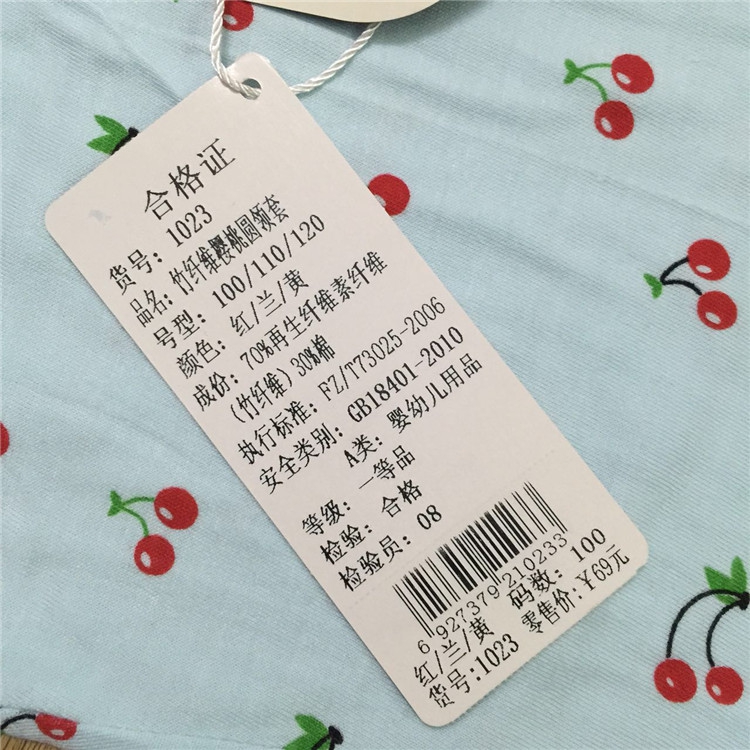 合格证
货号：1023
品名：竹纤维樱桃圆领套
号型：100/110/120
颜色：红/兰/黄
成份：70%再生纤维素纤维
（竹纤维）30%棉
执行标准：FZ/T73025-2006
安全类别：GB18401-2010
A类：婴幼儿用品
等级：一等品
检验：合格
检验员：08
6 927379 210233
红/兰/黄 码数：100
货号：1023 零售价：¥69元